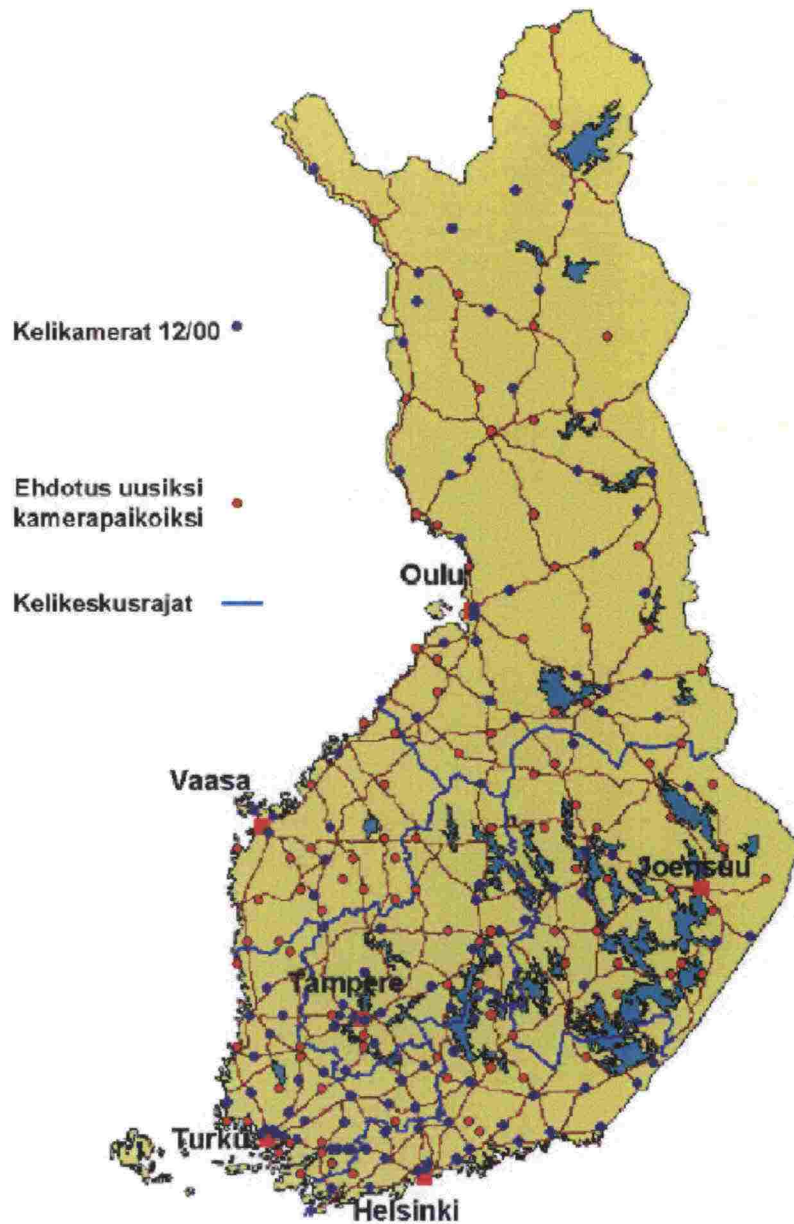 Kelikamerat 12/00
Ehdotus uusiksi
kamerapaikoiksi
Kelikeskusrajat
Oulu
Vaasa
Joensuu
Tampere
Turku
Helsinki